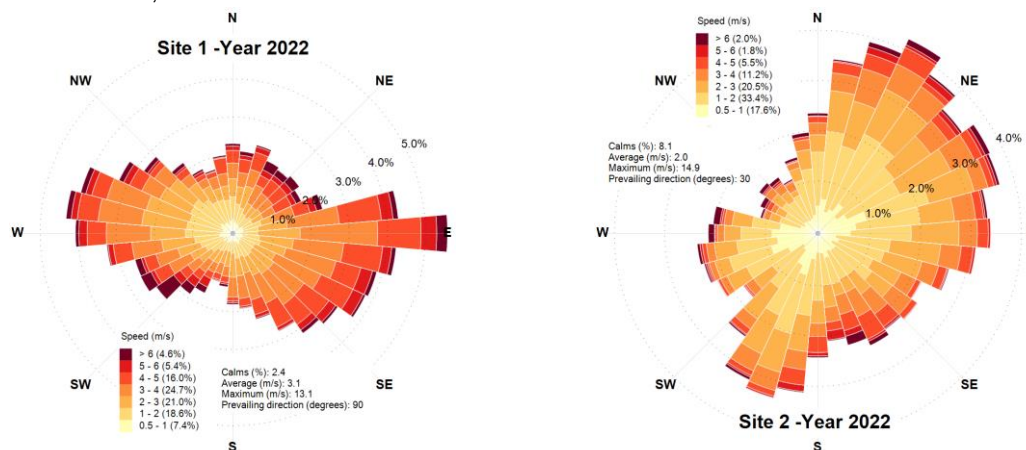 N
Site 1 -Year 2022
NW
NE
5.0%
4.0%
3.0%
1.0%
W
E
SW
SE
S
Speed (m/s)
> 6 (4.6%)
5 - 6 (5.4%)
4 - 5 (16.0%)
3 - 4 (24.7%)
2 - 3 (21.0%)
1 - 2 (18.6%)
0.5 - 1 (7.4%)
Calms (%): 2.4
Average (m/s): 3.1
Maximum (m/s): 13.1
Prevailing direction (degrees): 90
Speed (m/s)
> 6 (2.0%)
5 - 6 (1.8%)
4 - 5 (5.5%)
3 - 4 (11.2%)
2 - 3 (20.5%)
1 - 2 (33.4%)
0.5 - 1 (17.6%)
N
NW
NE
Calms (%): 8.1
Average (m/s): 2.0
Maximum (m/s): 14.9
Prevailing direction (degrees): 30
4.0%
3.0%
2.0%
1.0%
W
E
SW
SE
Site 2 -Year 2022
S